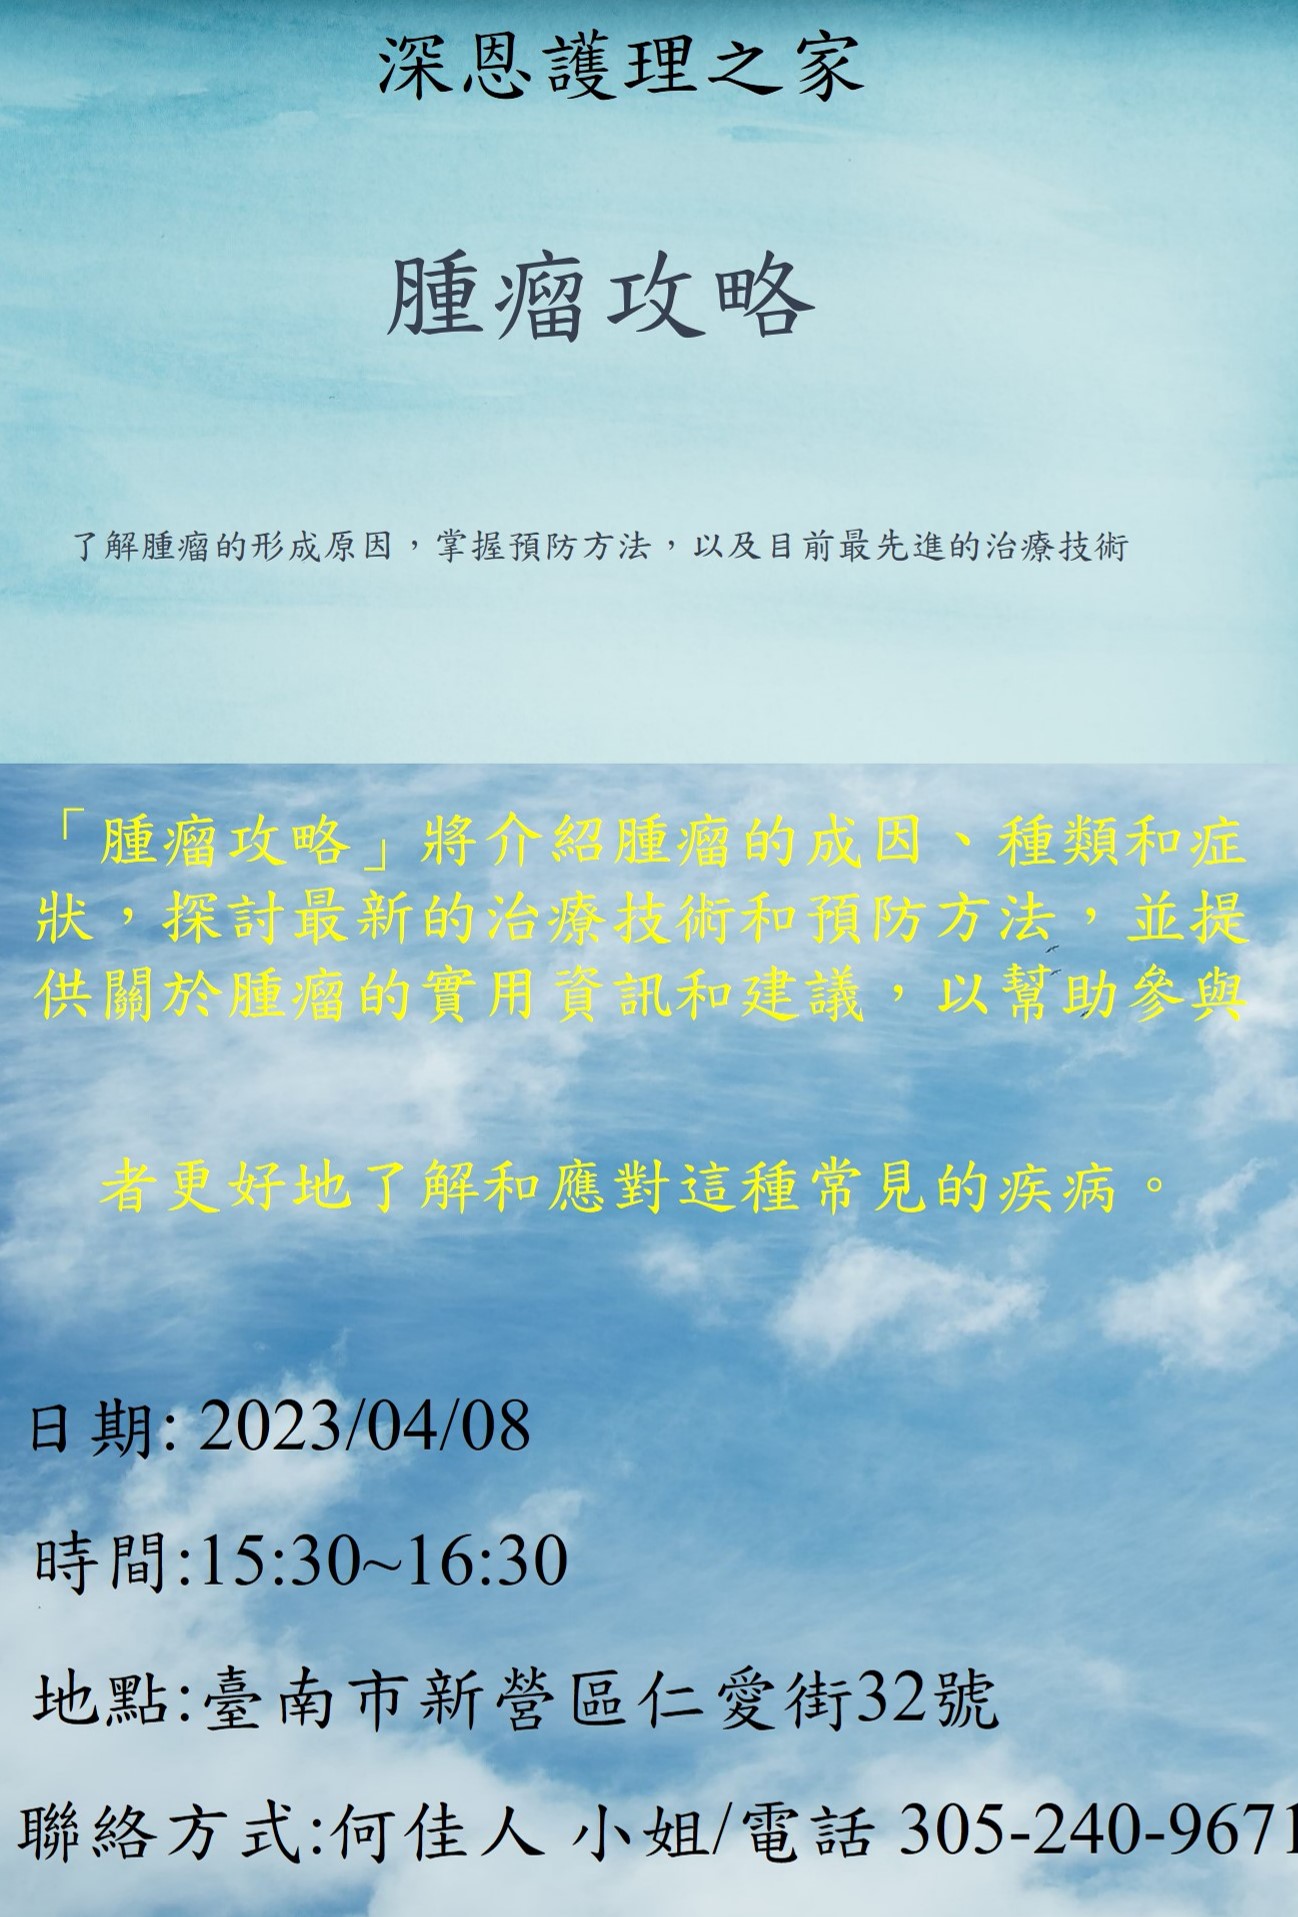 深恩護理之家
腫瘤攻略
了解腫瘤的形成原因，掌握預防方法，以及目前最先進的治療技術
「腫瘤攻略」將介紹腫瘤的成因、種類和症
狀，探討最新的治療技術和預防方法，並提
供關於腫瘤的實用資訊和建議，以幫助參與
者更好地了解和應對這種常見的疾病。
日期: 2023/04/08
時間:15:30~16:30
地點:臺南市新營區仁愛街32號
聯絡方式:何佳人 小姐/電話 305-240-9671